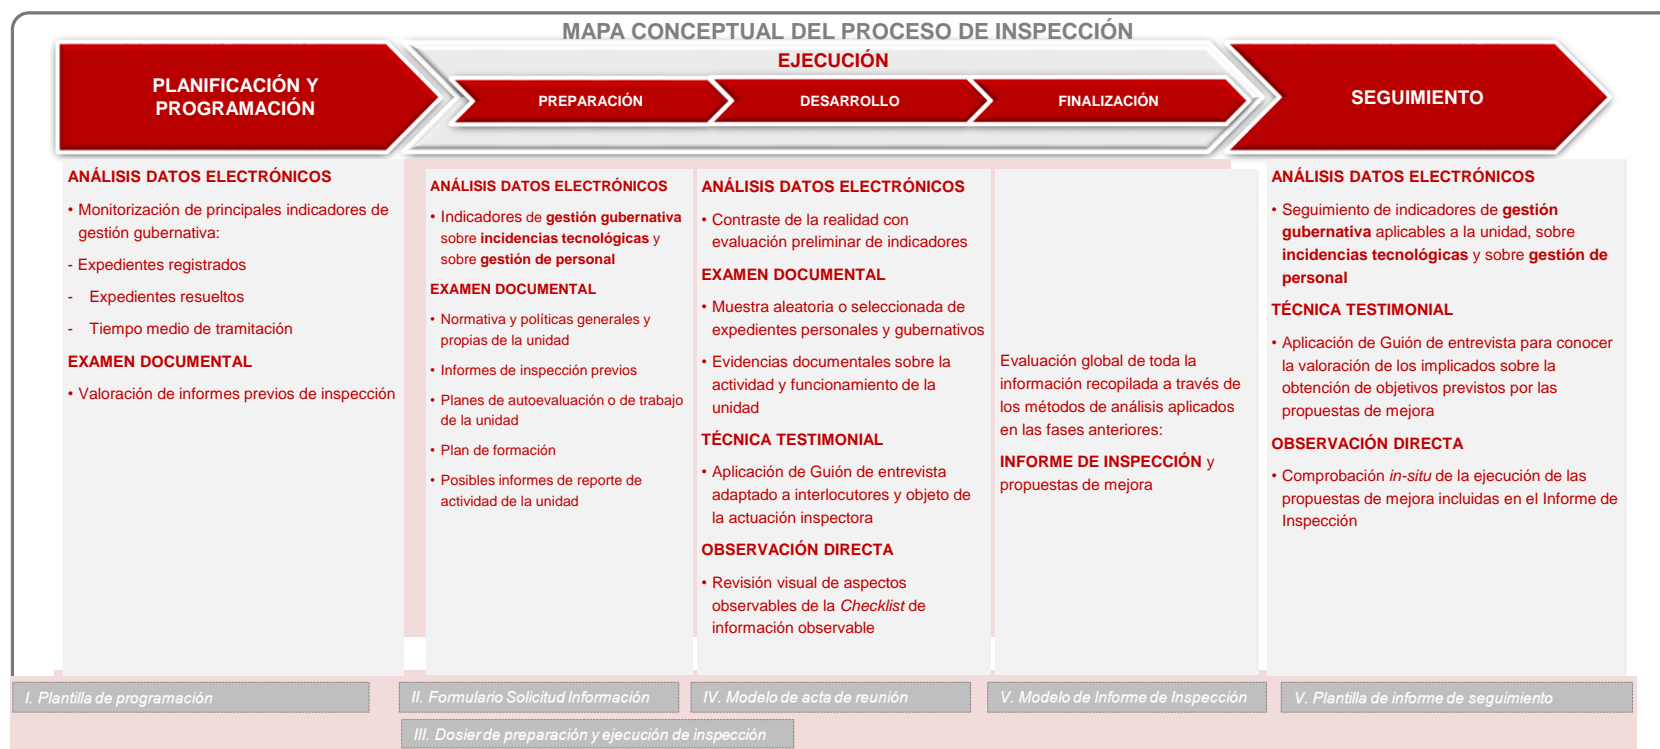 MAPA CONCEPTUAL DEL PROCESO DE INSPECCIÓN
PLANIFICACIÓN Y
PROGRAMACIÓN
EJECUCIÓN
PREPARACIÓN
DESARROLLO
FINALIZACIÓN
SEGUIMIENTO
ANÁLISIS DATOS ELECTRÓNICOS
• Monitorización de principales indicadores de
gestión gubernativa:
- Expedientes registrados
- Expedientes resueltos
- Tiempo medio de tramitación
EXAMEN DOCUMENTAL
• Valoración de informes previos de inspección
ANÁLISIS DATOS ELECTRÓNICOS
• Indicadores de gestión gubernativa
sobre incidencias tecnológicas y
sobre gestión de personal
EXAMEN DOCUMENTAL
• Normativa y políticas generales y
propias de la unidad
• Informes de inspección previos
• Planes de autoevaluación o de trabajo
de la unidad
• Plan de formación
• Posibles informes de reporte de
actividad de la unidad
ANÁLISIS DATOS ELECTRÓNICOS
• Contraste de la realidad con
evaluación preliminar de indicadores
EXAMEN DOCUMENTAL
• Muestra aleatoria o seleccionada de
expedientes personales y gubernativos
• Evidencias documentales sobre la
actividad y funcionamiento de la
unidad
TÉCNICA TESTIMONIAL
• Aplicación de Guión de entrevista
adaptado a interlocutores y objeto de
la actuación inspectora
OBSERVACIÓN DIRECTA
• Revisión visual de aspectos
observables de la Checklist de
información observable
Evaluación global de toda la
información recopilada a través de
los métodos de análisis aplicados
en las fases anteriores:
INFORME DE INSPECCIÓN y
propuestas de mejora
ANÁLISIS DATOS ELECTRÓNICOS
• Seguimiento de indicadores de gestión
gubernativa aplicables a la unidad, sobre
incidencias tecnológicas y sobre gestión de
personal
TÉCNICA TESTIMONIAL
• Aplicación de Guión de entrevista para conocer
la valoración de los implicados sobre la
obtención de objetivos previstos por las
propuestas de mejora
OBSERVACIÓN DIRECTA
• Comprobación in-situ de la ejecución de las
propuestas de mejora incluidas en el Informe de
Inspección
I. Plantilla de programación
II. Formulario Solicitud Información
IV. Modelo de acta de reunión
V. Modelo de Informe de Inspección
V. Plantilla de informe de seguimiento
III. Dosier de preparación y ejecución de inspección